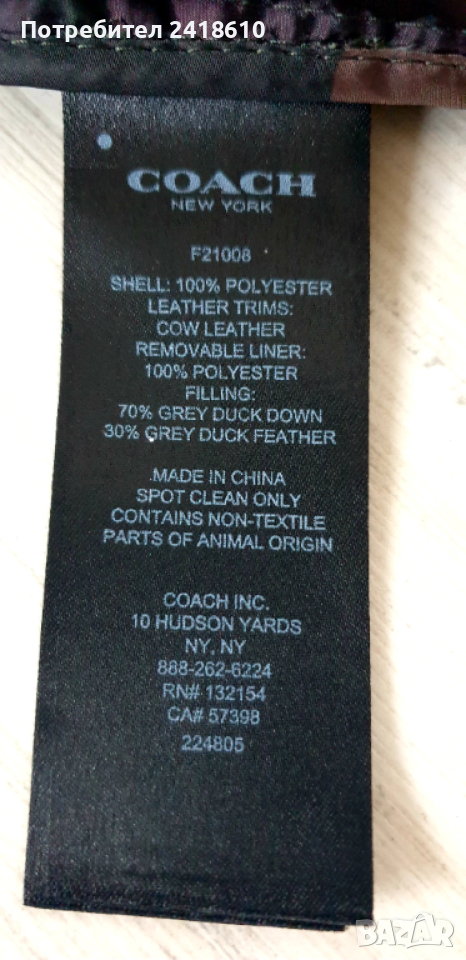 Потребител 2418610
COACH
NEW YORK
F21008
SHELL: 100% POLYESTER
LEATHER TRIMS:
COW LEATHER
REMOVABLE LINER:
100% POLYESTER
FILLING:
70% GREY DUCK DOWN
30% GREY DUCK FEATHER
MADE IN CHINA
SPOT CLEAN ONLY
CONTAINS NON-TEXTILE
PARTS OF ANIMAL ORIGIN
COACH INC.
10 HUDSON YARDS
NY, NY
888-262-6224
RN# 132154
CA# 57398
224805
BAZAR